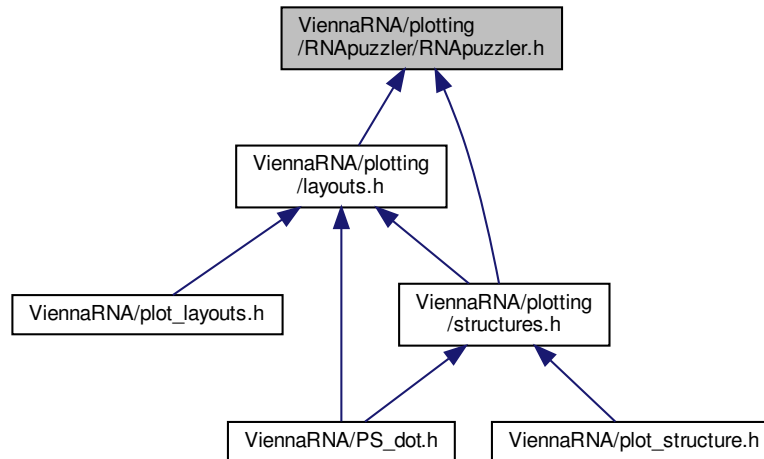 ViennaRNA/plotting
/RNApuzzler/RNApuzzler.h
ViennaRNA/plotting
/layouts.h
ViennaRNA/plot_layouts.h
ViennaRNA/plotting
/structures.h
ViennaRNA/PS_dot.h
ViennaRNA/plot_structure.h